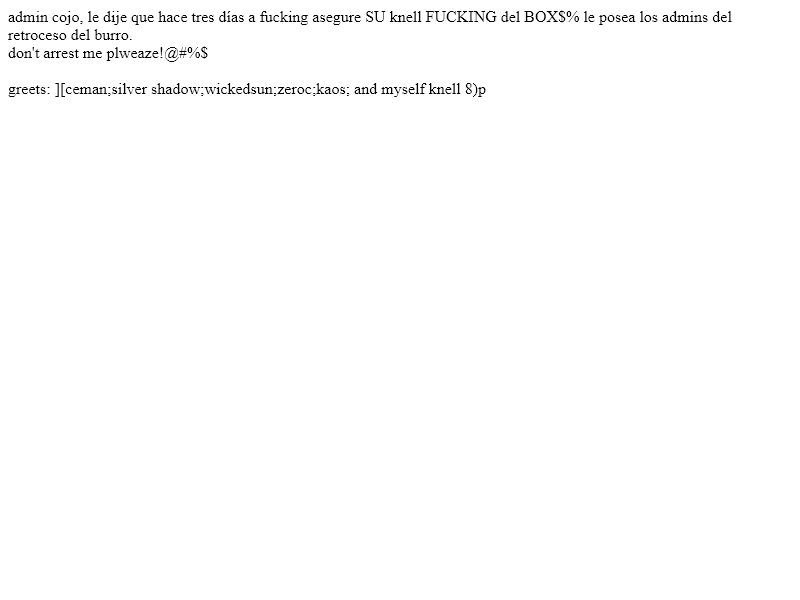 admin cojo, le dije que hace tres días a fucking asegure SU knell FUCKING del BOX$% le posea los admins del
retroceso del burro.
don't arrest me plweaze!@#%$
greets: ][ceman;silver shadow;wickedsun;zeroc;kaos; and myself knell 8)p